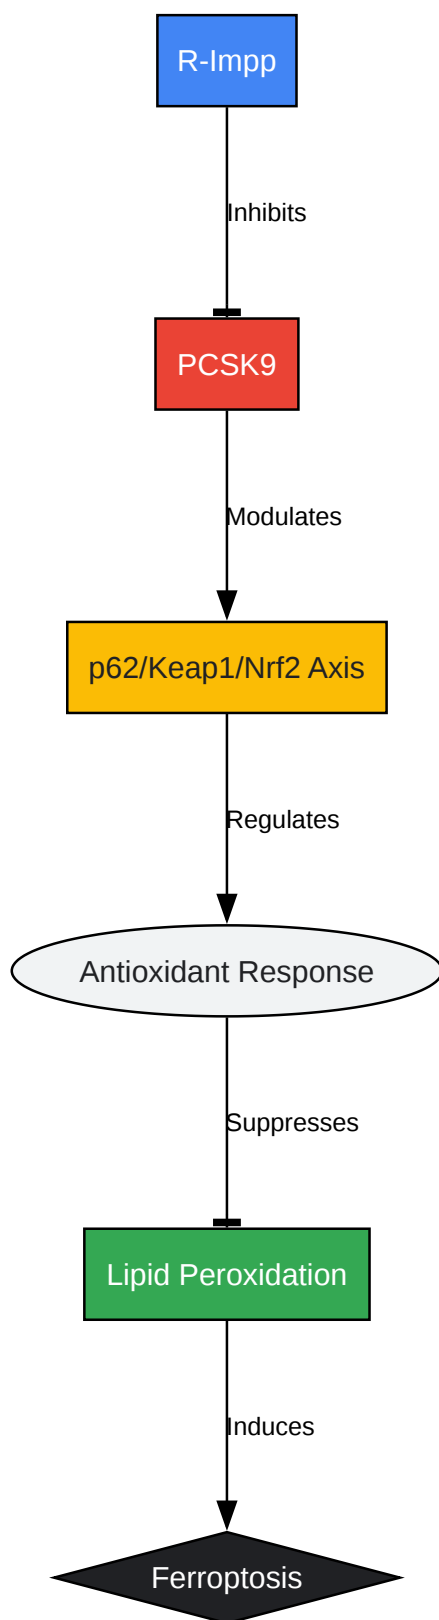 R-Impp
Inhibits
PCSK9
Modulates
p62/Keap1/Nrf2 Axis
Regulates
Antioxidant Response
Suppresses
Lipid Peroxidation
Induces
Ferroptosis